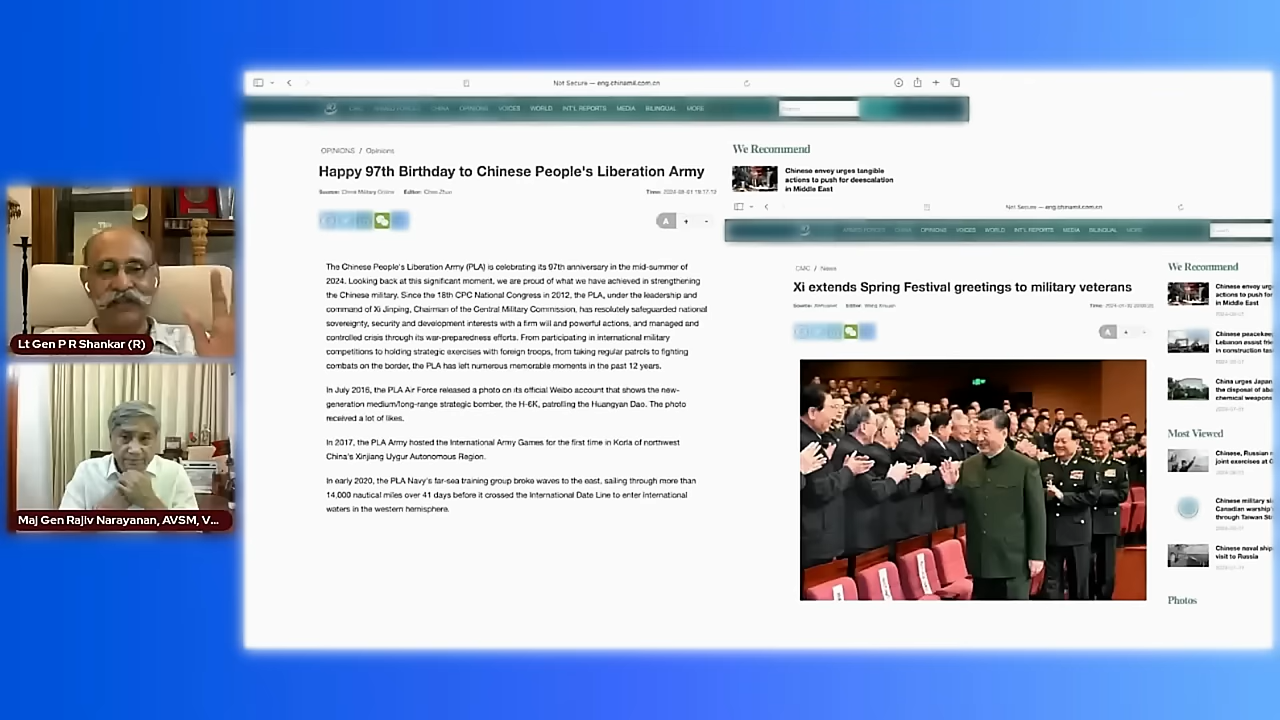 Not Secure — eng.chinamil.com.cn
CMC ARMED FORCES CHINA OPINIONS VOICES WORLD INT'L REPORTS MEDIA BILINGUAL MORE
OPINIONS / Opinions
Happy 97th Birthday to Chinese People's Liberation Army
Source: China Military Online Editor: Chen Zhuo
A + -
The Chinese People's Liberation Army (PLA) is celebrating its 97th anniversary in the mid-summer of
2024. Looking back at this significant moment, we are proud of what we have achieved in strengthening
the Chinese military. Since the 18th CPC National Congress in 2012, the PLA, under the leadership and
command of Xi Jinping, Chairman of the Central Military Commission, has resolutely safeguarded national
sovereignty, security and development interests with a firm will and powerful actions, and managed and
controlled crisis through its war-preparedness efforts. From participating in international military
competitions to holding strategic exercises with foreign troops, from taking regular patrols to fighting
combats on the border, the PLA has left numerous memorable moments in the past 12 years.
In July 2016, the PLA Air Force released a photo on its official Weibo account that shows the new-
generation medium/long-range strategic bomber, the H-6K, patrolling the Huangyan Dao. The photo
received a lot of likes.
In 2017, the PLA Army hosted the International Army Games for the first time in Korla of northwest
China's Xinjiang Uygur Autonomous Region.
In early 2020, the PLA Navy's far-sea training group broke waves to the east, sailing through more than
14,000 nautical miles over 41 days before it crossed the International Date Line to enter International
waters in the western hemisphere.
We Recommend
Chinese envoy urges tangible
actions to push for deescalation
in Middle East
Not Secure — eng.chinamil.com.cn
ARMED FORCES CHINA OPINIONS VOICES WORLD INT'L REPORTS MEDIA BILINGUAL MORE
CMC / News
Xi extends Spring Festival greetings to military veterans
A + -
We Recommend
Chinese envoy urg
actions to push for
in Middle East
Chinese peacekee
Lebanon assist frie
in construction tas
China urges Japan
the disposal of aba
chemical weapons
Most Viewed
Chinese, Russian n
joint exercises at G
Chinese military sl
Canadian warship'
through Taiwan Str
Chinese naval ship
visit to Russia
Photos
Lt Gen P R Shankar (R)
Maj Gen Rajiv Narayanan, AVSM, V...